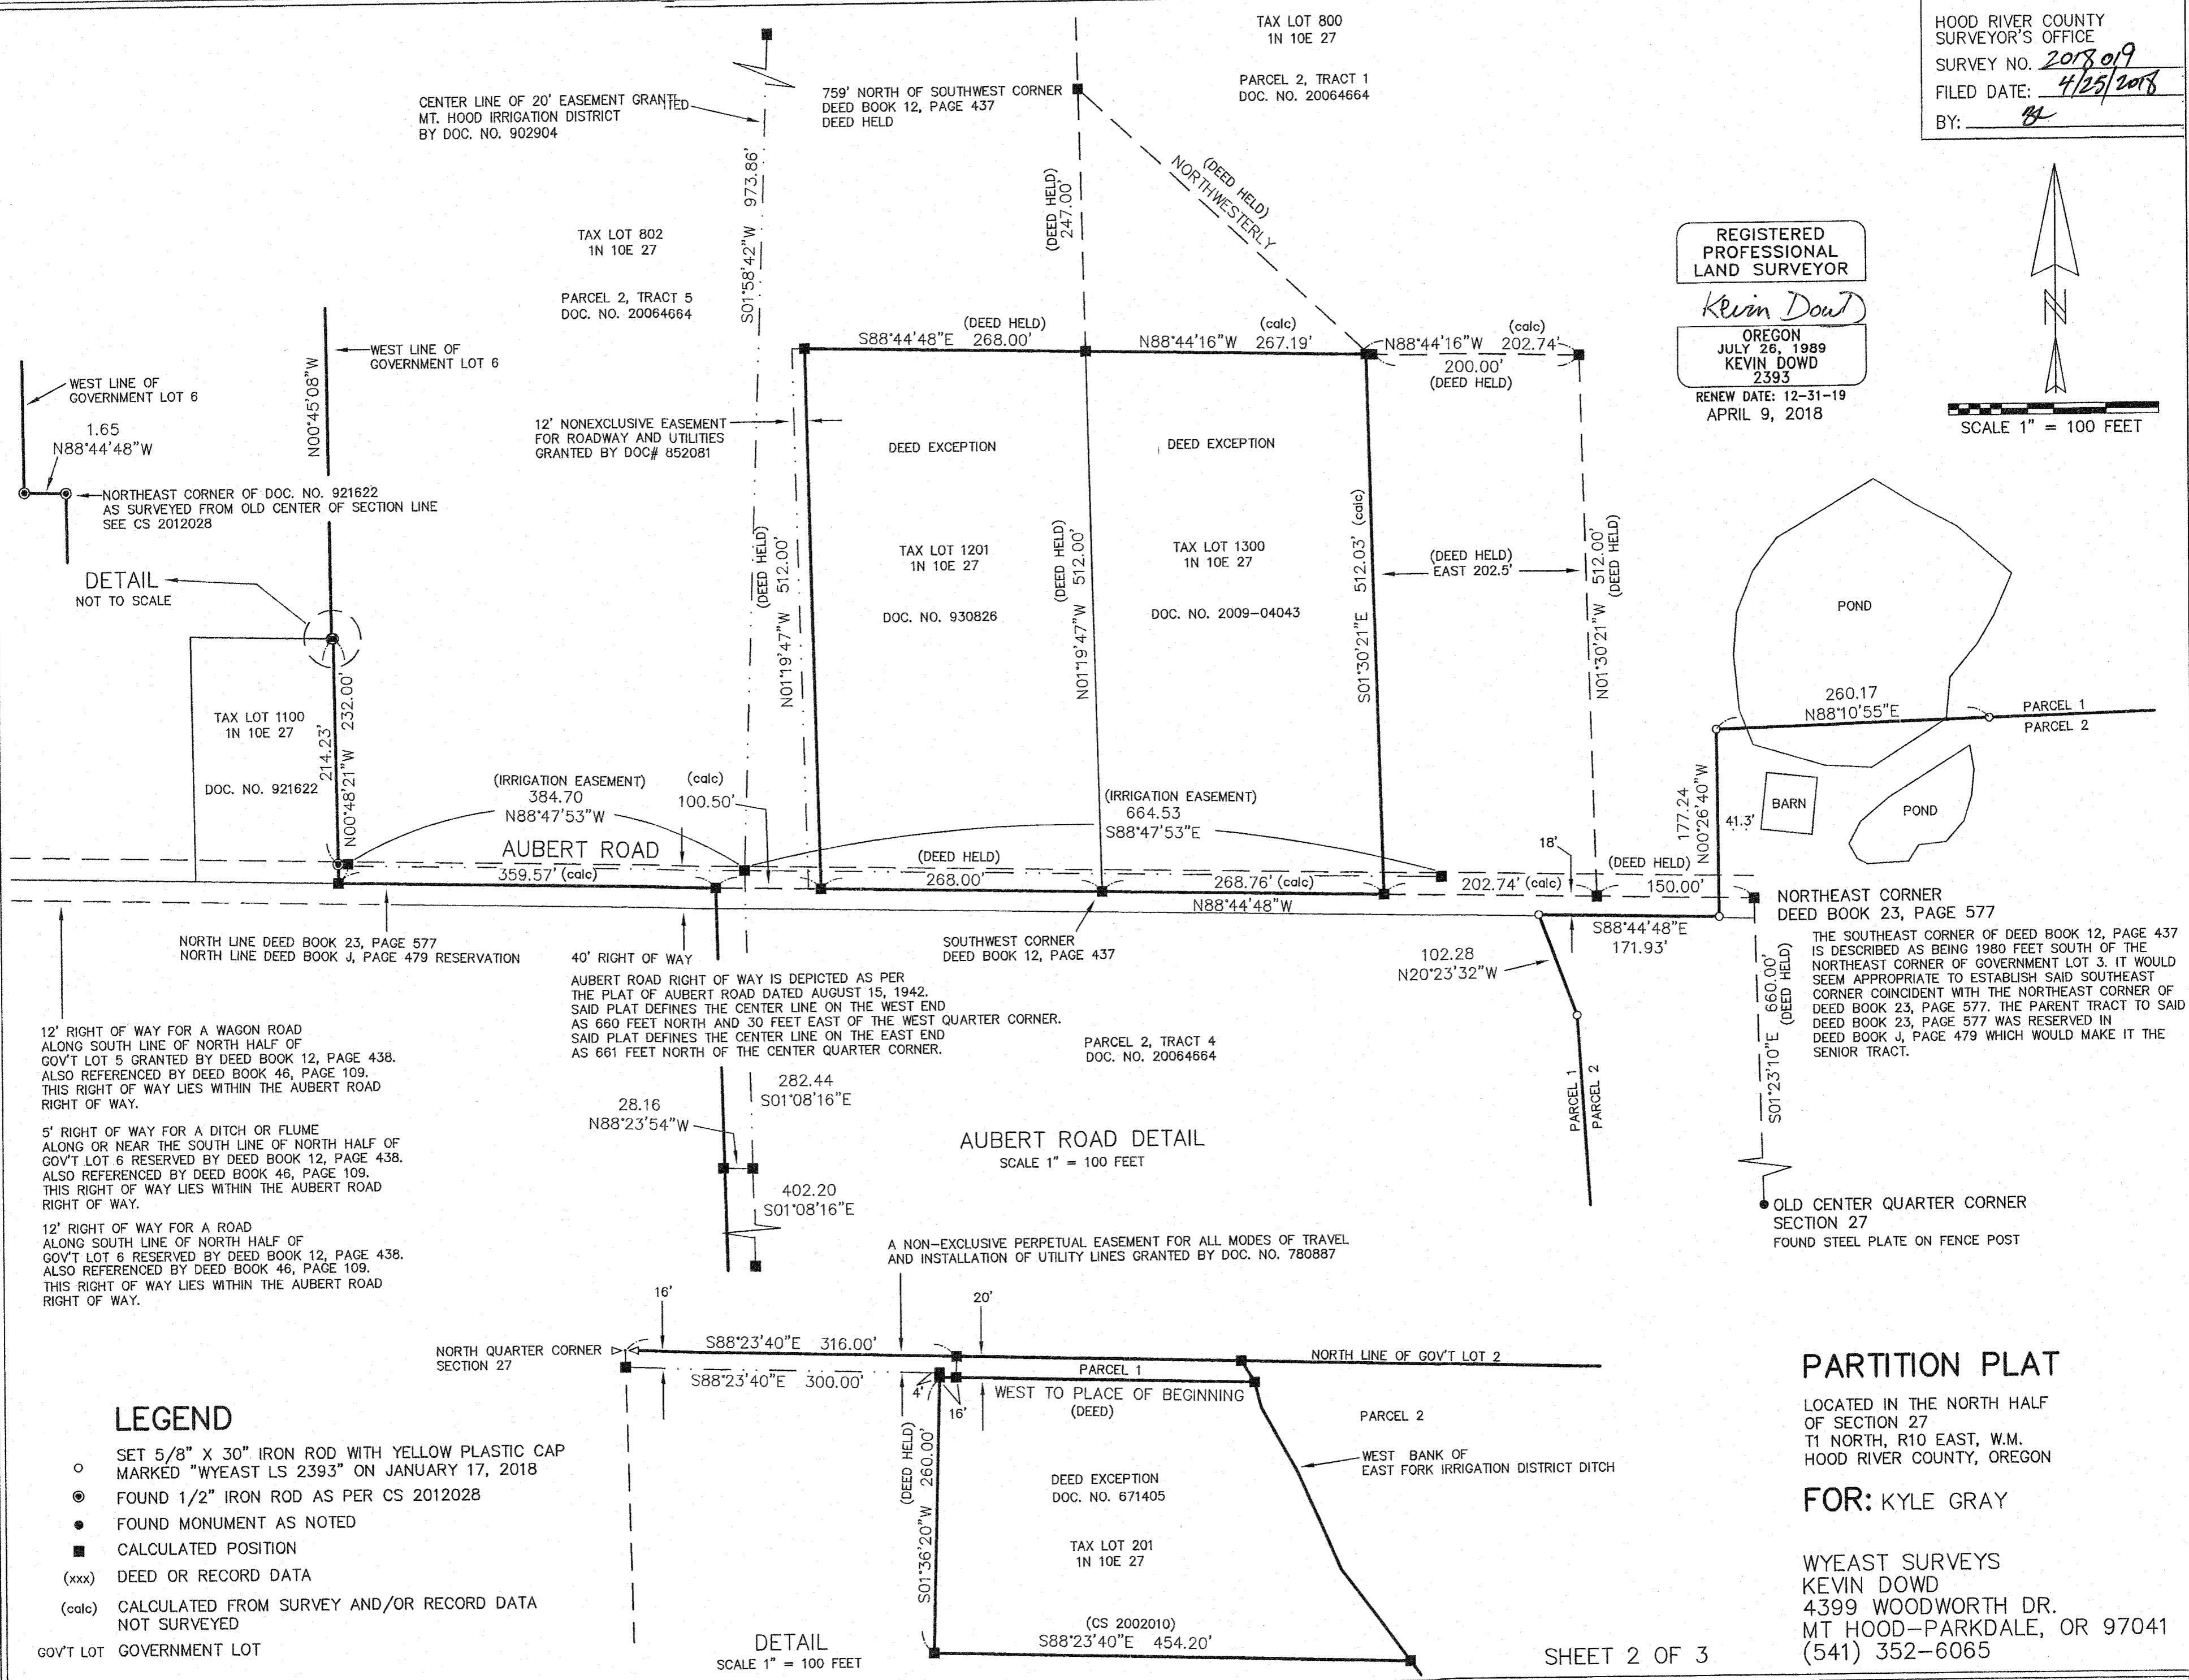 HOOD RIVER COUNTY
SURVEYOR'S OFFICE
SURVEY NO. 2018019
FILED DATE: 4/25/2018
BY:
TAX LOT 800
1N 10E 27
PARCEL 2, TRACT 1
DOC. NO. 20064664
CENTER LINE OF 20' EASEMENT GRANTED
MT. HOOD IRRIGATION DISTRICT
BY DOC. NO. 902904
759' NORTH OF SOUTHWEST CORNER
DEED BOOK 12, PAGE 437
DEED HELD
S01°58'42"W 973.86'
(DEED HELD)
247.00'
(DEED HELD)
NORTHWESTERLY
TAX LOT 802
1N 10E 27
PARCEL 2, TRACT 5
DOC. NO. 20064664
REGISTERED
PROFESSIONAL
LAND SURVEYOR
Kevin Dowd
OREGON
JULY 26, 1989
KEVIN DOWD
2393
RENEW DATE: 12-31-19
APRIL 9, 2018
N
SCALE 1" = 100 FEET
WEST LINE OF
GOVERNMENT LOT 6
N00°45'08"W
WEST LINE OF
GOVERNMENT LOT 6
1.65
N88°44'48"W
NORTHEAST CORNER OF DOC. NO. 921622
AS SURVEYED FROM OLD CENTER OF SECTION LINE
SEE CS 2012028
DETAIL
NOT TO SCALE
(DEED HELD)
S88°44'48"E 268.00'
(calc)
N88°44'16"W 267.19'
(calc)
N88°44'16"W 202.74'
200.00'
(DEED HELD)
12' NONEXCLUSIVE EASEMENT
FOR ROADWAY AND UTILITIES
GRANTED BY DOC# 852081
DEED EXCEPTION
TAX LOT 1201
1N 10E 27
DOC. NO. 930826
DEED EXCEPTION
TAX LOT 1300
1N 10E 27
DOC. NO. 2009-04043
(DEED HELD)
N01°19'47"W 512.00'
(DEED HELD)
N01°19'47"W 512.00'
S01°30'21"E 512.03' (calc)
(DEED HELD)
EAST 202.5'
N01°30'21"W 512.00'
(DEED HELD)
POND
260.17
N88°10'55"E
PARCEL 1
PARCEL 2
177.24
N00°26'40"W
41.3'
BARN
POND
TAX LOT 1100
1N 10E 27
DOC. NO. 921622
214.23'
N00°48'21"W 232.00'
(IRRIGATION EASEMENT)
384.70
N88°47'53"W
(calc)
100.50'
(IRRIGATION EASEMENT)
664.53
S88°47'53"E
AUBERT ROAD
359.57' (calc)
(DEED HELD)
268.00'
268.76' (calc)
N88°44'48"W
202.74' (calc)
18'
(DEED HELD)
150.00'
S88°44'48"E
171.93'
102.28
N20°23'32"W
NORTHEAST CORNER
DEED BOOK 23, PAGE 577
THE SOUTHEAST CORNER OF DEED BOOK 12, PAGE 437
IS DESCRIBED AS BEING 1980 FEET SOUTH OF THE
NORTHEAST CORNER OF GOVERNMENT LOT 3. IT WOULD
SEEM APPROPRIATE TO ESTABLISH SAID SOUTHEAST
CORNER COINCIDENT WITH THE NORTHEAST CORNER OF
DEED BOOK 23, PAGE 577. THE PARENT TRACT TO SAID
DEED BOOK 23, PAGE 577 WAS RESERVED IN
DEED BOOK J, PAGE 479 WHICH WOULD MAKE IT THE
SENIOR TRACT.
S01°23'10"E 660.00'
(DEED HELD)
NORTH LINE DEED BOOK 23, PAGE 577
NORTH LINE DEED BOOK J, PAGE 479 RESERVATION
40' RIGHT OF WAY
AUBERT ROAD RIGHT OF WAY IS DEPICTED AS PER
THE PLAT OF AUBERT ROAD DATED AUGUST 15, 1942.
SAID PLAT DEFINES THE CENTER LINE ON THE WEST END
AS 660 FEET NORTH AND 30 FEET EAST OF THE WEST QUARTER CORNER.
SAID PLAT DEFINES THE CENTER LINE ON THE EAST END
AS 661 FEET NORTH OF THE CENTER QUARTER CORNER.
SOUTHWEST CORNER
DEED BOOK 12, PAGE 437
PARCEL 2, TRACT 4
DOC. NO. 20064664
12' RIGHT OF WAY FOR A WAGON ROAD
ALONG SOUTH LINE OF NORTH HALF OF
GOV'T LOT 5 GRANTED BY DEED BOOK 12, PAGE 438.
ALSO REFERENCED BY DEED BOOK 46, PAGE 109.
THIS RIGHT OF WAY LIES WITHIN THE AUBERT ROAD
RIGHT OF WAY.
5' RIGHT OF WAY FOR A DITCH OR FLUME
ALONG OR NEAR THE SOUTH LINE OF NORTH HALF OF
GOV'T LOT 6 RESERVED BY DEED BOOK 12, PAGE 438.
ALSO REFERENCED BY DEED BOOK 46, PAGE 109.
THIS RIGHT OF WAY LIES WITHIN THE AUBERT ROAD
RIGHT OF WAY.
12' RIGHT OF WAY FOR A ROAD
ALONG SOUTH LINE OF NORTH HALF OF
GOV'T LOT 6 RESERVED BY DEED BOOK 12, PAGE 438.
ALSO REFERENCED BY DEED BOOK 46, PAGE 109.
THIS RIGHT OF WAY LIES WITHIN THE AUBERT ROAD
RIGHT OF WAY.
282.44
S01°08'16"E
28.16
N88°23'54"W
402.20
S01°08'16"E
AUBERT ROAD DETAIL
SCALE 1" = 100 FEET
PARCEL 1
PARCEL 2
OLD CENTER QUARTER CORNER
SECTION 27
FOUND STEEL PLATE ON FENCE POST
A NON-EXCLUSIVE PERPETUAL EASEMENT FOR ALL MODES OF TRAVEL
AND INSTALLATION OF UTILITY LINES GRANTED BY DOC. NO. 780887
16'
20'
NORTH QUARTER CORNER
SECTION 27
S88°23'40"E 316.00'
S88°23'40"E 300.00'
NORTH LINE OF GOV'T LOT 2
PARCEL 1
4'
16'
WEST TO PLACE OF BEGINNING
(DEED)
PARCEL 2
(DEED HELD)
S01°36'20"W 260.00'
DEED EXCEPTION
DOC. NO. 671405
TAX LOT 201
1N 10E 27
WEST BANK OF
EAST FORK IRRIGATION DISTRICT DITCH
(CS 2002010)
S88°23'40"E 454.20'
DETAIL
SCALE 1" = 100 FEET
LEGEND
SET 5/8" X 30" IRON ROD WITH YELLOW PLASTIC CAP
MARKED "WYEAST LS 2393" ON JANUARY 17, 2018
FOUND 1/2" IRON ROD AS PER CS 2012028
FOUND MONUMENT AS NOTED
CALCULATED POSITION
(xxx) DEED OR RECORD DATA
(calc) CALCULATED FROM SURVEY AND/OR RECORD DATA
NOT SURVEYED
GOV'T LOT GOVERNMENT LOT
PARTITION PLAT
LOCATED IN THE NORTH HALF
OF SECTION 27
T1 NORTH, R10 EAST, W.M.
HOOD RIVER COUNTY, OREGON
FOR: KYLE GRAY
WYEAST SURVEYS
KEVIN DOWD
4399 WOODWORTH DR.
MT HOOD-PARKDALE, OR 97041
(541) 352-6065
SHEET 2 OF 3